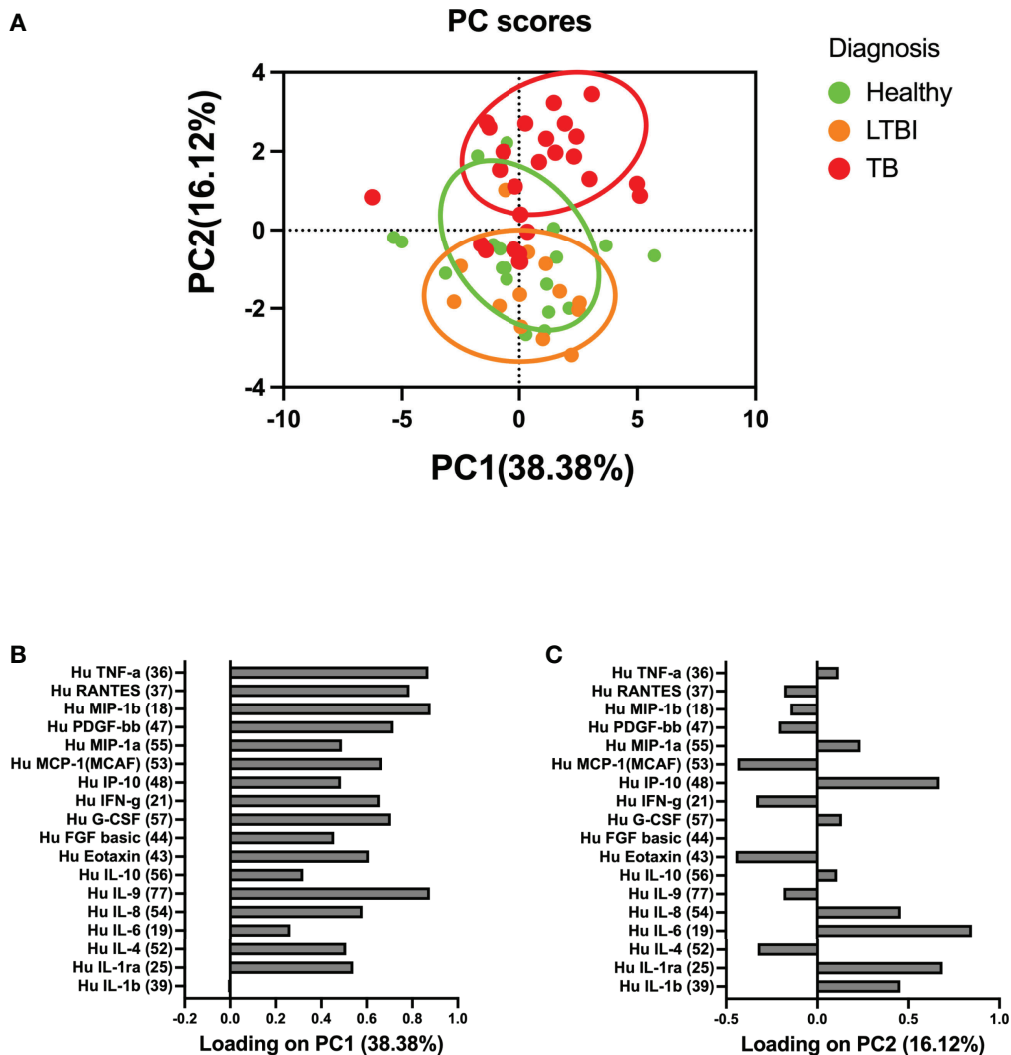 A
PC scores
Diagnosis
Healthy
LTBI
TB
PC2(16.12%)
4
2
0
-2
-4
-10
-5
0
5
10
PC1(38.38%)
B
Hu TNF-a (36)
Hu RANTES (37)
Hu MIP-1b (18)
Hu PDGF-bb (47)
Hu MIP-1a (55)
Hu MCP-1(MCAF) (53)
Hu IP-10 (48)
Hu IFN-g (21)
Hu G-CSF (57)
Hu FGF basic (44)
Hu Eotaxin (43)
Hu IL-10 (56)
Hu IL-9 (77)
Hu IL-8 (54)
Hu IL-6 (19)
Hu IL-4 (52)
Hu IL-1ra (25)
Hu IL-1b (39)
-0.2 0.0 0.2 0.4 0.6 0.8 1.0
Loading on PC1 (38.38%)
C
Hu TNF-a (36)
Hu RANTES (37)
Hu MIP-1b (18)
Hu PDGF-bb (47)
Hu MIP-1a (55)
Hu MCP-1(MCAF) (53)
Hu IP-10 (48)
Hu IFN-g (21)
Hu G-CSF (57)
Hu FGF basic (44)
Hu Eotaxin (43)
Hu IL-10 (56)
Hu IL-9 (77)
Hu IL-8 (54)
Hu IL-6 (19)
Hu IL-4 (52)
Hu IL-1ra (25)
Hu IL-1b (39)
-0.5 0.0 0.5 1.0
Loading on PC2 (16.12%)